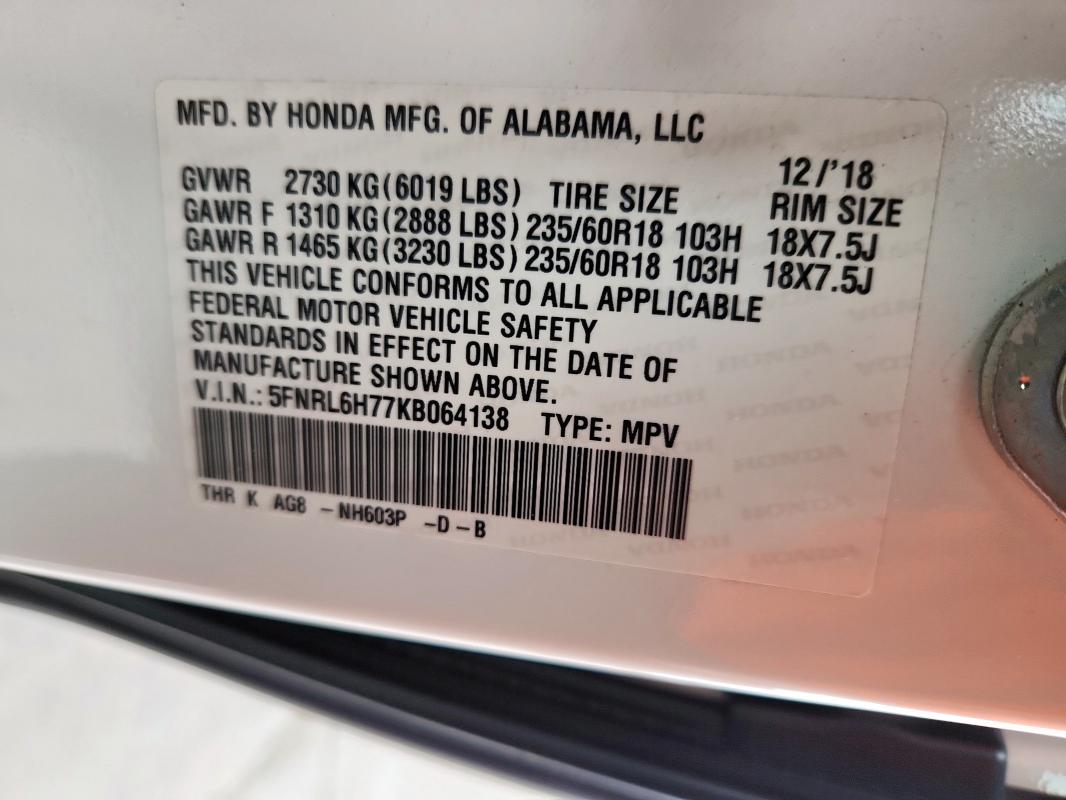 MFD. BY HONDA MFG. OF ALABAMA, LLC
12/'18
GVWR 2730 KG(6019 LBS) TIRE SIZE RIM SIZE
GAWR F 1310 KG(2888 LBS) 235/60R18 103H 18X7.5J
GAWR R 1465 KG(3230 LBS) 235/60R18 103H 18X7.5J
THIS VEHICLE CONFORMS TO ALL APPLICABLE
FEDERAL MOTOR VEHICLE SAFETY
STANDARDS IN EFFECT ON THE DATE OF
MANUFACTURE SHOWN ABOVE.
V.I.N.: 5FNRL6H77KB064138 TYPE: MPV
THR K AG8 -NH603P -D-B